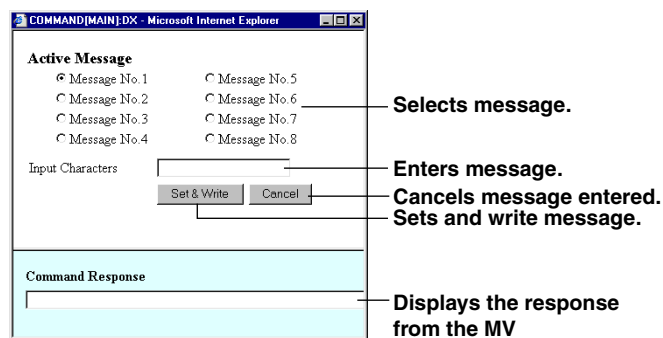 COMMAND[MAIN]:DX - Microsoft Internet Explorer
Active Message
Message No.1 Message No.5
Message No.2 Message No.6
Message No.3 Message No.7
Message No.4 Message No.8
Selects message.
Input Characters
Enters message.
Set & Write Cancel
Cancels message entered.
Sets and write message.
Command Response
Displays the response
from the MV